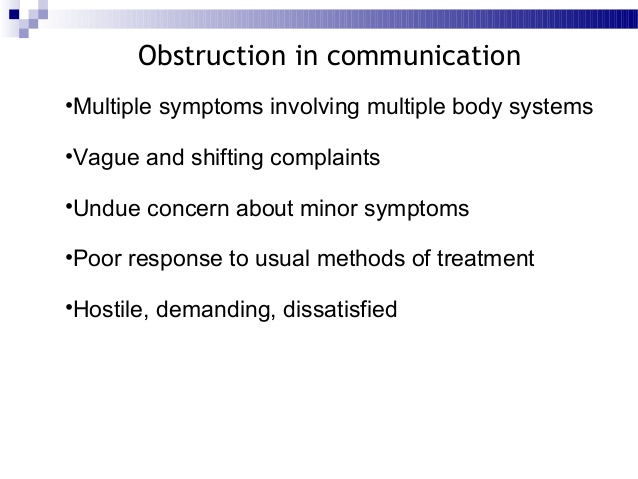 Obstruction in communication
•Multiple symptoms involving multiple body systems
•Vague and shifting complaints
•Undue concern about minor symptoms
•Poor response to usual methods of treatment
•Hostile, demanding, dissatisfied